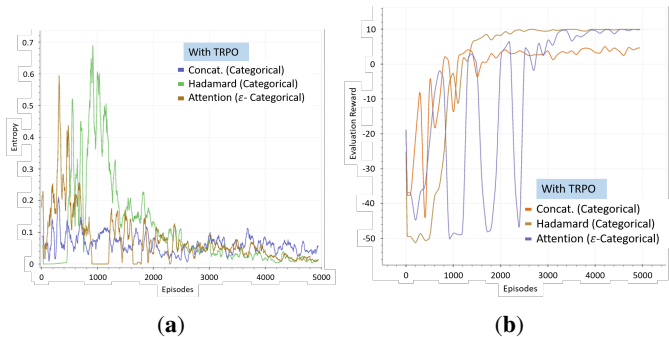 With TRPO
Concat. (Categorical)
Hadamard (Categorical)
Attention (ε- Categorical)
Entropy
0.7
0.6
0.5
0.4
0.3
0.2
0.1
0
0
1000
2000
3000
4000
5000
Episodes
(a)
With TRPO
Concat. (Categorical)
Hadamard (Categorical)
Attention (ε-Categorical)
Evaluation Reward
10
0
-10
-20
-30
-40
-50
0
1000
2000
3000
4000
5000
Episodes
(b)